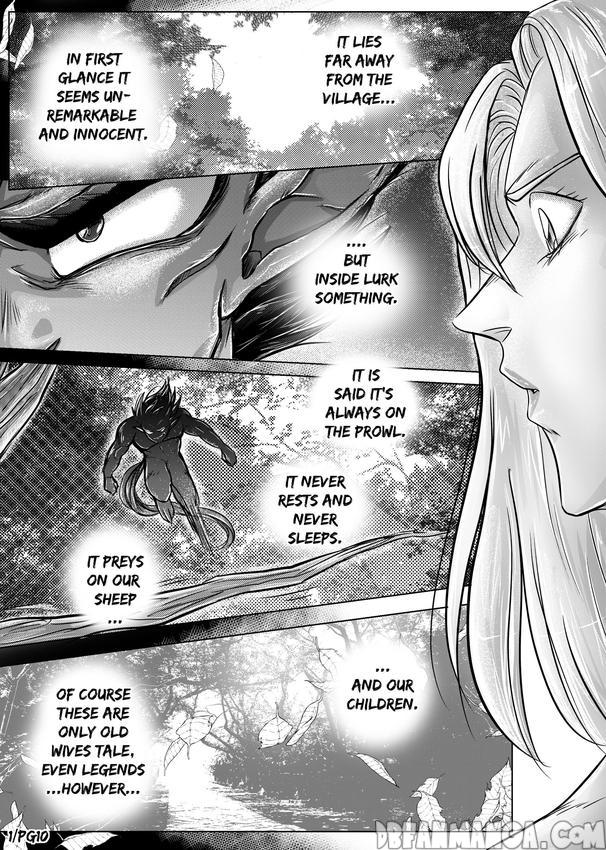 IT LIES
FAR AWAY
FROM THE
VILLAGE...
IN FIRST
GLANCE IT
SEEMS UN-
REMARKABLE
AND INNOCENT.
....
BUT
INSIDE LURK
SOMETHING.
IT IS
SAID IT'S
ALWAYS ON
THE
PROWL.
IT NEVER
RESTS AND
NEVER
SLEEPS.
IT PREYS
ON OUR
SHEEP
...
...
AND OUR
CHILDREN.
OF COURSE
THESE ARE
ONLY OLD
WIVES TALE,
EVEN LEGENDS
...HOWEVER...
1/PG10
DBFANMANGA.COM